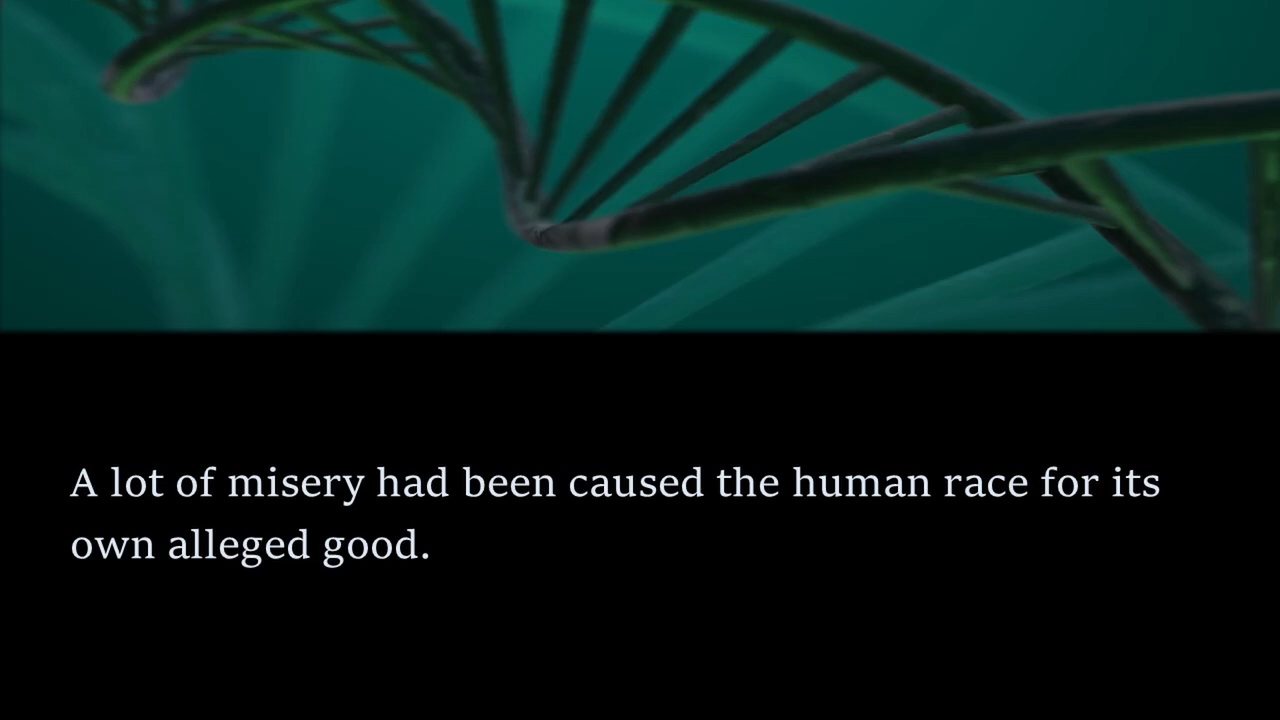 A lot of misery had been caused the human race for its
own alleged good.